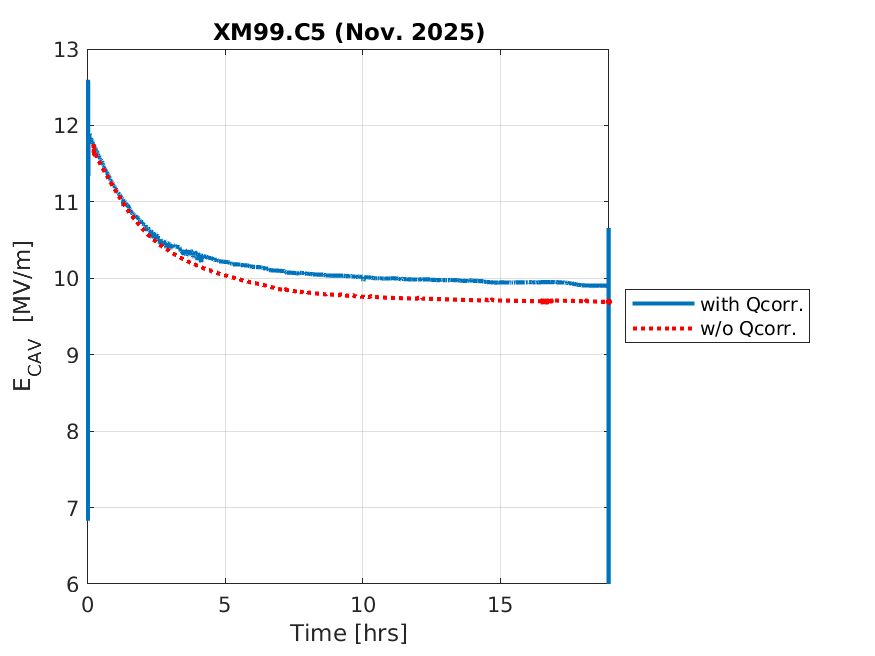 XM99.C5 (Nov. 2025)
13
12
11
10
9
8
7
6
E_CAV [MV/m]
0 5 10 15
Time [hrs]
with Qcorr.
w/o Qcorr.